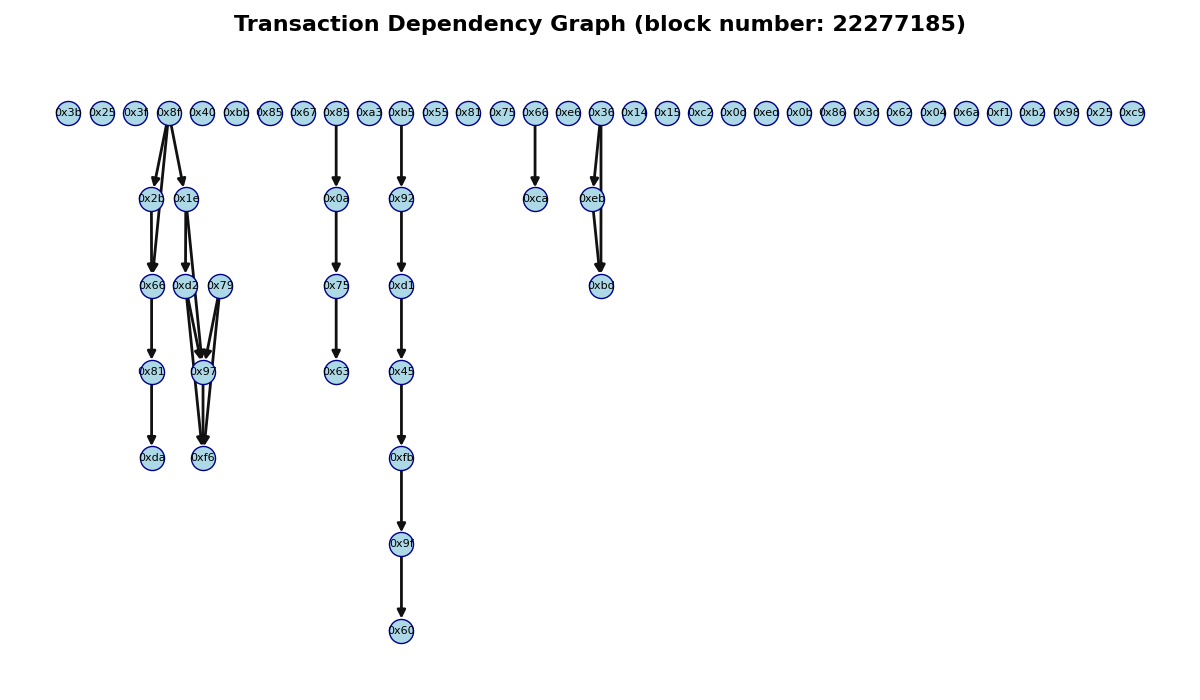 Transaction Dependency Graph (block number: 22277185)
0x3b 0x25 0x3f 0x8f 0x40 0xbb 0x85 0x67 0x85 0xa3 0xb5 0x55 0x81 0x75 0x66 0xe6 0x36 0x14 0x15 0xc2 0x0d 0xed 0x0b 0x86 0x3d 0x62 0x04 0x6a 0xf1 0xb2 0x98 0x25 0xc9
0x2b 0x1e 0x0a 0x92 0xca 0xeb
0x66 0xd2 0x79 0x75 0xd1 0xbd
0x81 0x97 0x63 0x45
0xda 0xf6 0xfb
0x9f
0x60